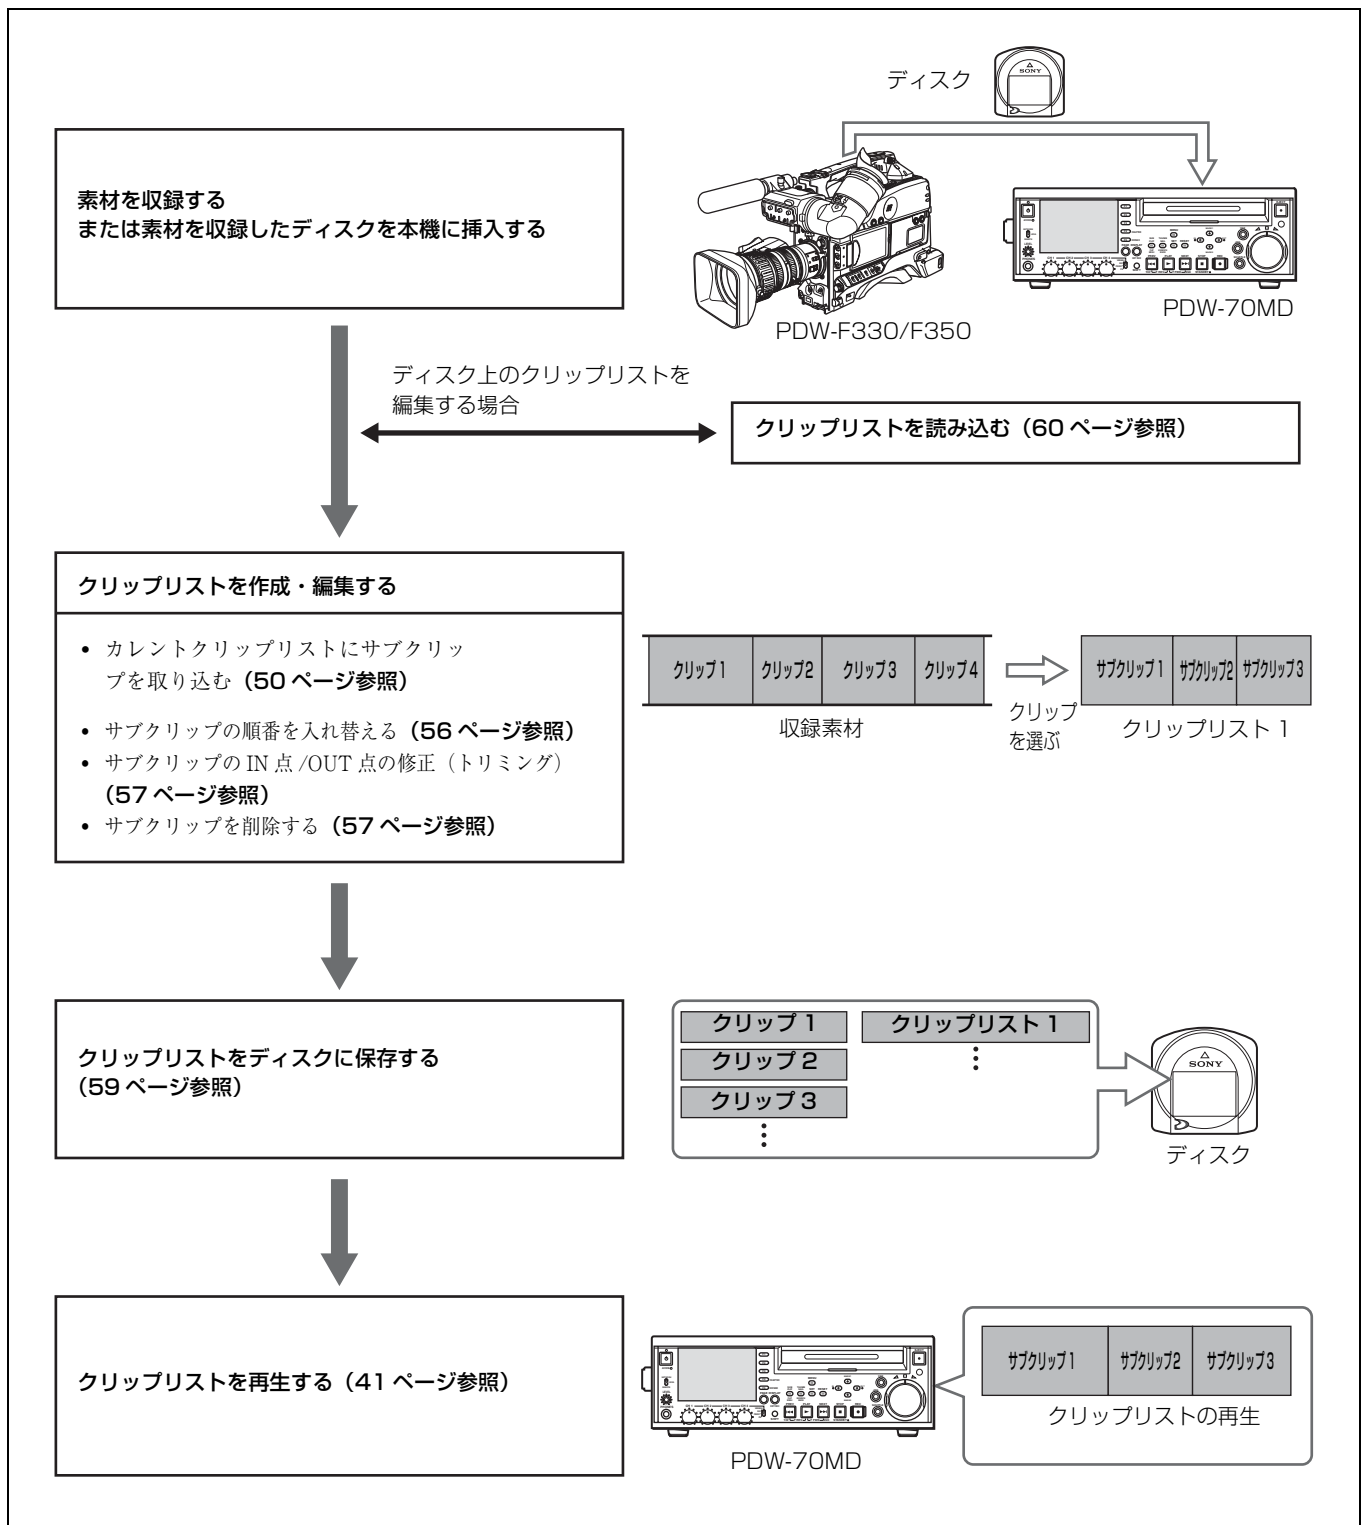 ディスク
SONY
素材を収録する
または素材を収録したディスクを本機に挿入する
PDW-F330/F350
PDW-70MD
ディスク上のクリップリストを
編集する場合
クリップリストを読み込む（60 ページ参照）
クリップリストを作成・編集する
• カレントクリップリストにサブクリッ
プを取り込む（50 ページ参照）
• サブクリップの順番を入れ替える（56 ページ参照）
• サブクリップの IN 点 /OUT 点の修正（トリミング）
（57 ページ参照）
• サブクリップを削除する（57 ページ参照）
クリップ1 クリップ2 クリップ3 クリップ4
収録素材
クリップ
を選ぶ
サブクリップ1 サブクリップ2 サブクリップ3
クリップリスト 1
クリップリストをディスクに保存する
（59 ページ参照）
クリップ 1
クリップ 2
クリップ 3
クリップリスト 1
SONY
ディスク
クリップリストを再生する（41 ページ参照）
PDW-70MD
サブクリップ1 サブクリップ2 サブクリップ3
クリップリストの再生